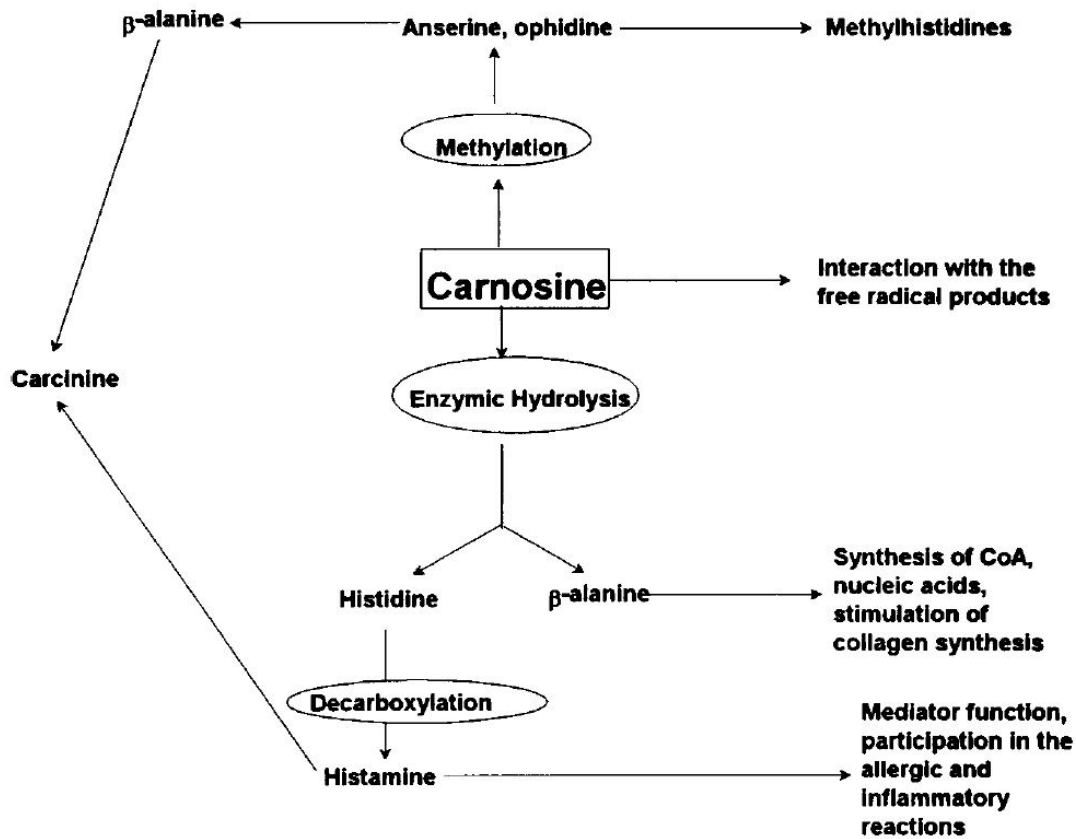 β-alanine
Anserine, ophidine
Methylhistidines
Methylation
Carnosine
Interaction with the
free radical products
Carcinine
Enzymic Hydrolysis
Histidine
β-alanine
Synthesis of CoA,
nucleic acids,
stimulation of
collagen synthesis
Decarboxylation
Histamine
Mediator function,
participation in the
allergic and
inflammatory
reactions